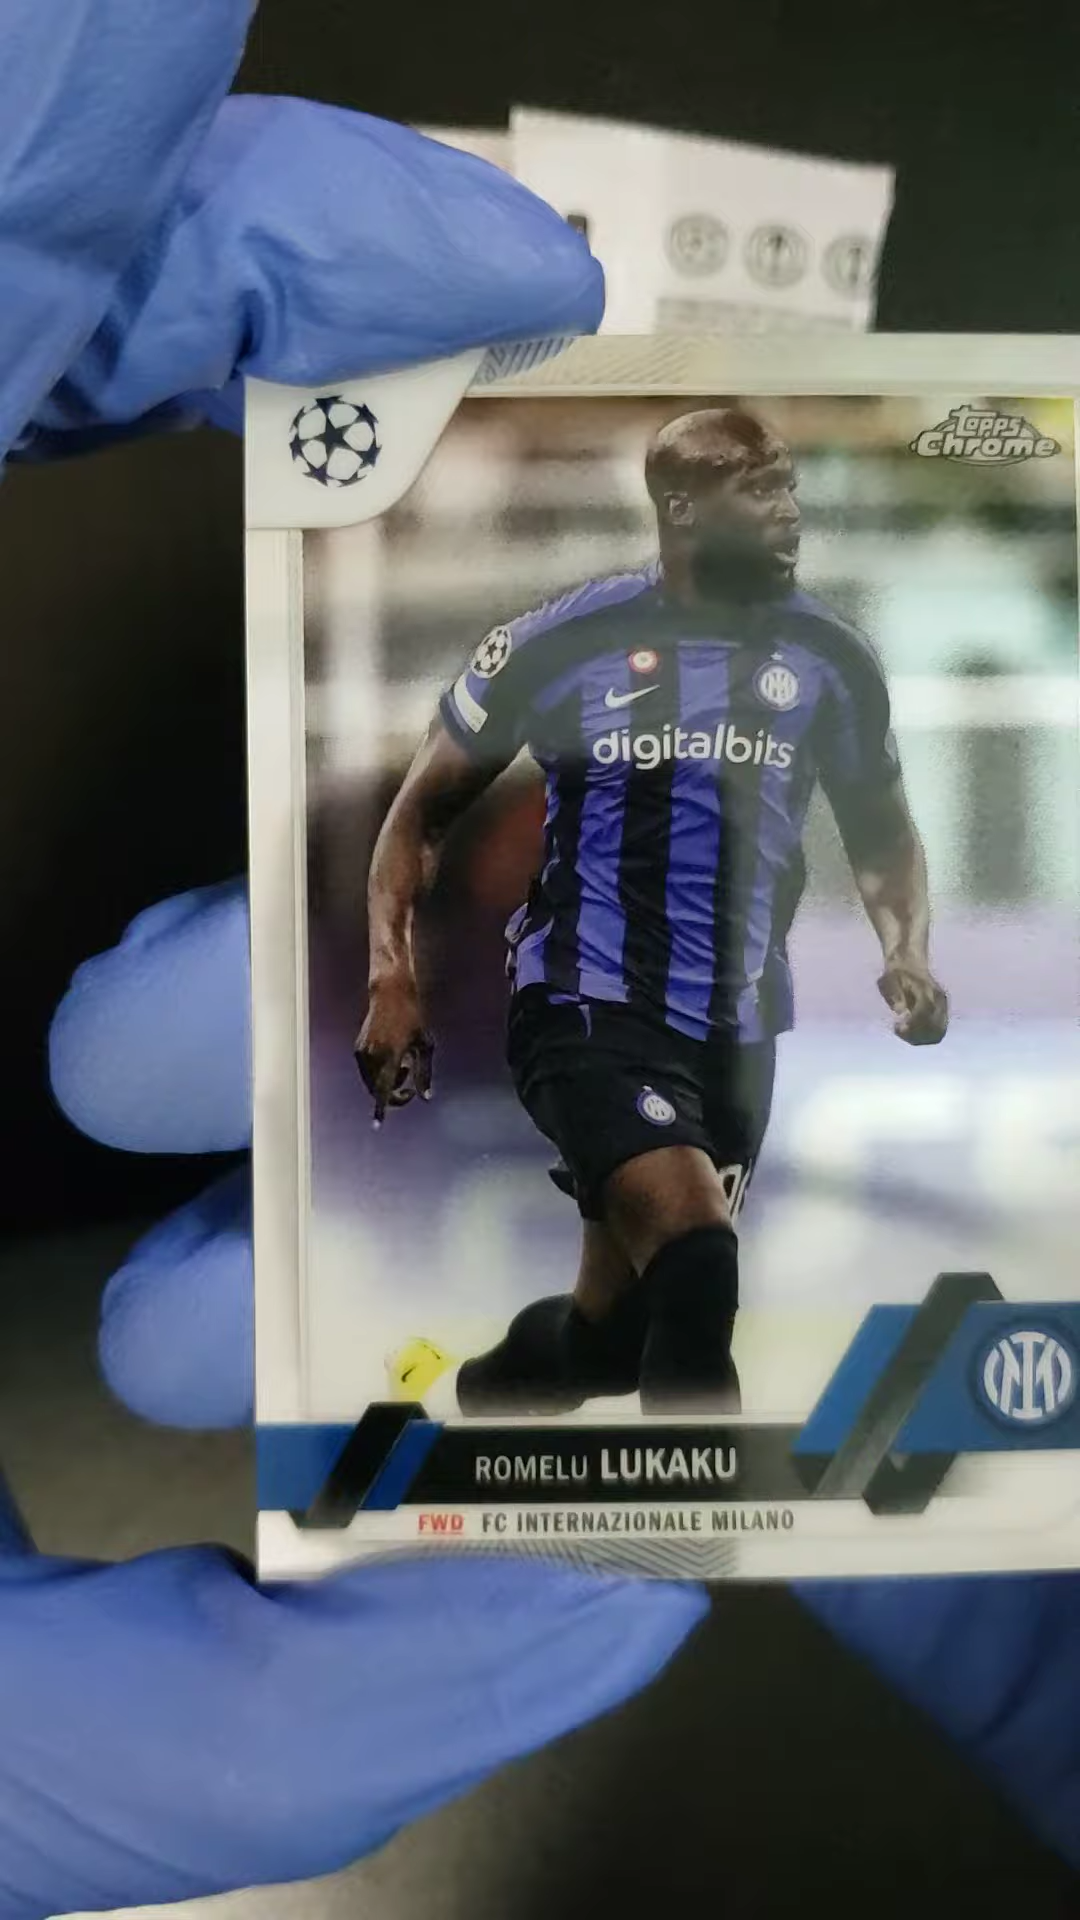 Topps
Chrome
digitalbits
ROMELU LUKAKU
FWD FC INTERNAZIONALE MILANO